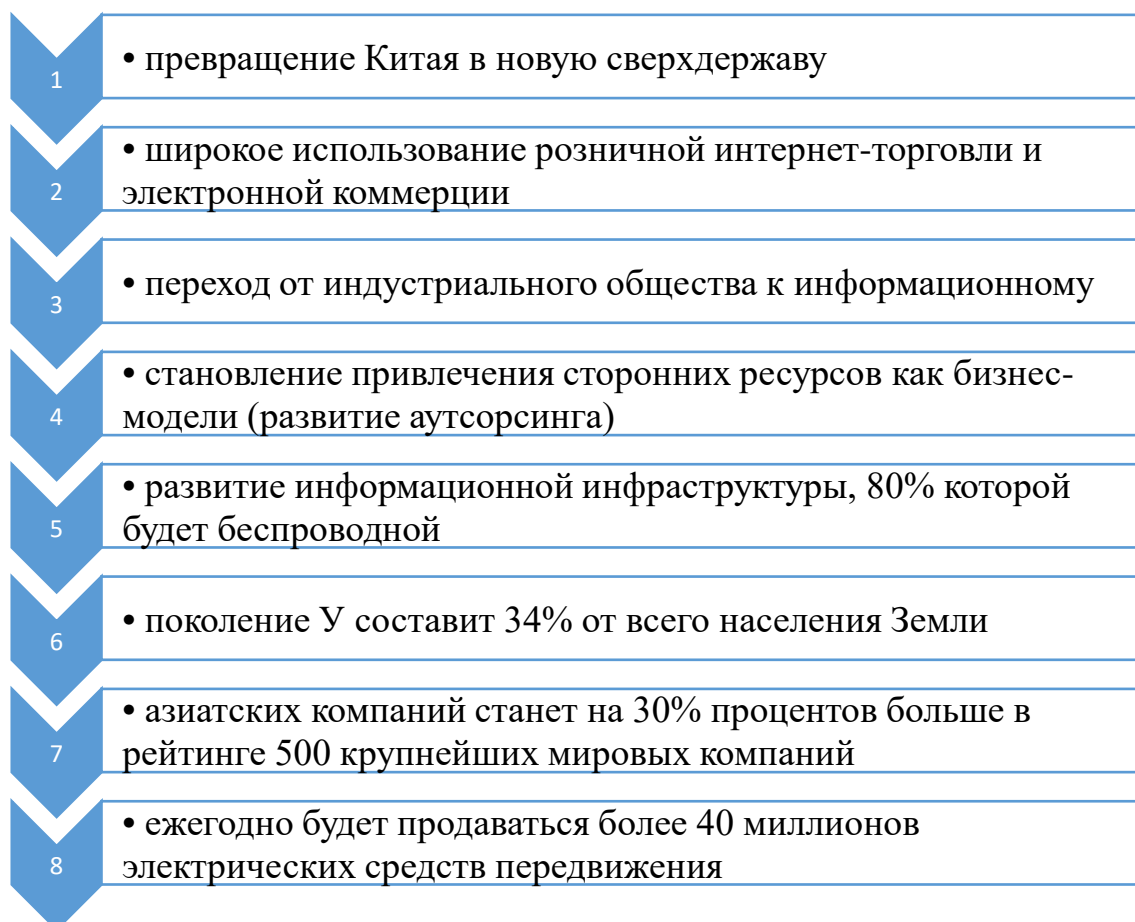 1
• превращение Китая в новую сверхдержаву
2
• широкое использование розничной интернет-торговли и
электронной коммерции
3
• переход от индустриального общества к информационному
4
• становление привлечения сторонних ресурсов как бизнес-
модели (развитие аутсорсинга)
5
• развитие информационной инфраструктуры, 80% которой
будет беспроводной
6
• поколение У составит 34% от всего населения Земли
7
• азиатских компаний станет на 30% процентов больше в
рейтинге 500 крупнейших мировых компаний
8
• ежегодно будет продаваться более 40 миллионов
электрических средств передвижения